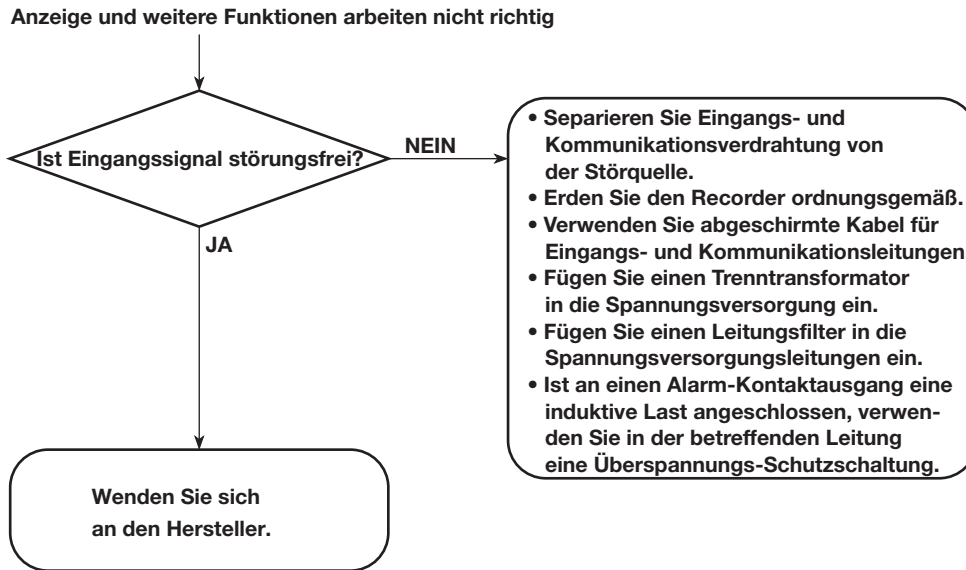 Anzeige und weitere Funktionen arbeiten nicht richtig
Ist Eingangssignal störungsfrei?
NEIN
JA
• Separieren Sie Eingangs- und
Kommunikationsverdrahtung von
der Störquelle.
• Erden Sie den Recorder ordnungsgemäß.
• Verwenden Sie abgeschirmte Kabel für
Eingangs- und Kommunikationsleitungen
• Fügen Sie einen Trenntransformator
in die Spannungsversorgung ein.
• Fügen Sie einen Leitungsfilter in die
Spannungsversorgungsleitungen ein.
• Ist an einen Alarm-Kontaktausgang eine
induktive Last angeschlossen, verwen-
den Sie in der betreffenden Leitung
eine Überspannungs-Schutzschaltung.
Wenden Sie sich
an den Hersteller.